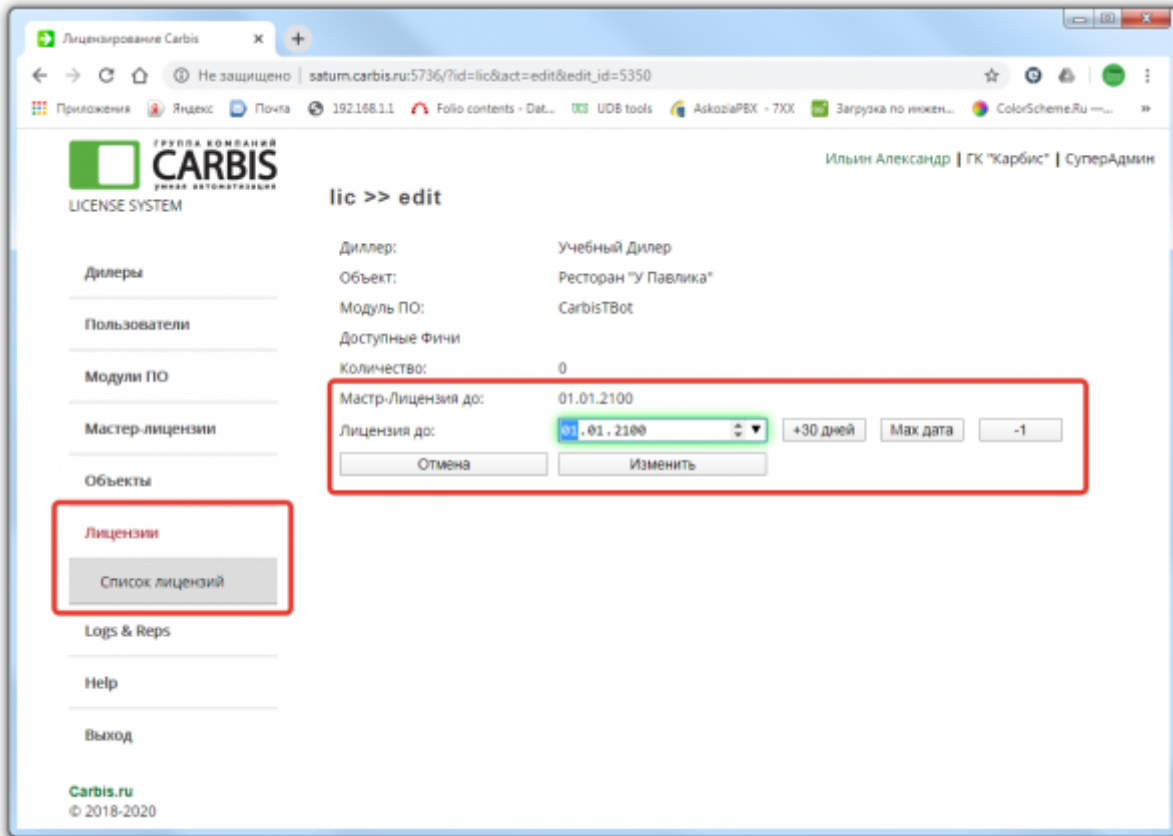 Лицензирование Carbis
Не защищено | saturn.carbis.ru:5736/?id=lic&act=edit&edit_id=5350
Приложения Яндекс Почта 192.168.1.1 Folio contents - Dat... UCS UDB tools AskoziaPBX - 7XX Загрузка по инжен... ColorScheme.Ru —... »
ГРУППА КОМПАНИЙ
CARBIS
умная автоматизация
LICENSE SYSTEM
Ильин Александр | ГК "Карбис" | СуперАдмин
lic >> edit
Диллер: Учебный Дилер
Объект: Ресторан "У Павлика"
Модуль ПО: CarbisTBot
Доступные Фичи
Количество: 0
Мастр-Лицензия до: 01.01.2100
Лицензия до: 01.01.2100 +30 дней Max дата -1
Отмена Изменить
Дилеры
Пользователи
Модули ПО
Мастер-лицензии
Объекты
Лицензии
Список лицензий
Logs & Reps
Help
Выход
Carbis.ru
© 2018-2020